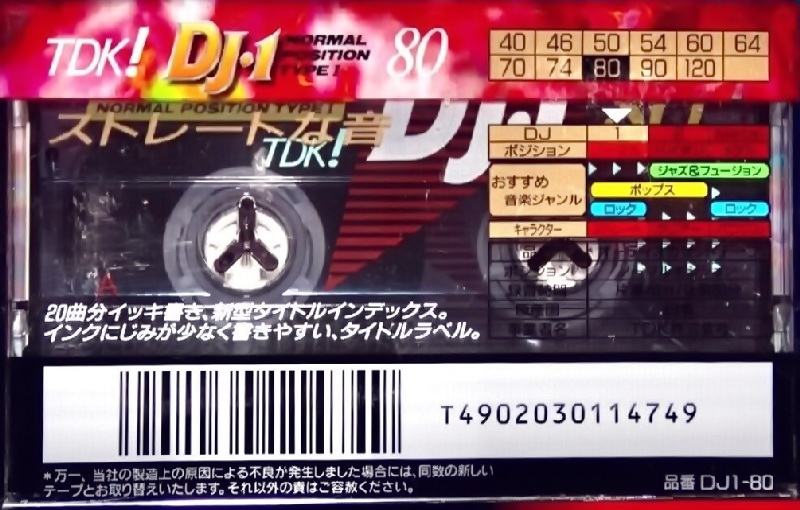 TDK! DJ·1 NORMAL POSITION TYPE I 80
40 46 50 54 60 64
70 74 80 90 120
NORMAL POSITION TYPE I
ストレートな音
TDK!
DJ·1
DJ 1
ポジション
おすすめ
音楽ジャンル
ジャズ&フュージョン
ポップス
ロック ロック
キャラクター
A
20曲分イッキ書き、新型タイトルインデックス。
インクにじみが少なく書きやすい、タイトルラベル。
T4902030114749
*万一、当社の製造上の原因による不良が発生しました場合には、同数の新しい
テープとお取り替えいたします。それ以外の責はご容赦ください。
品番 DJ1-80